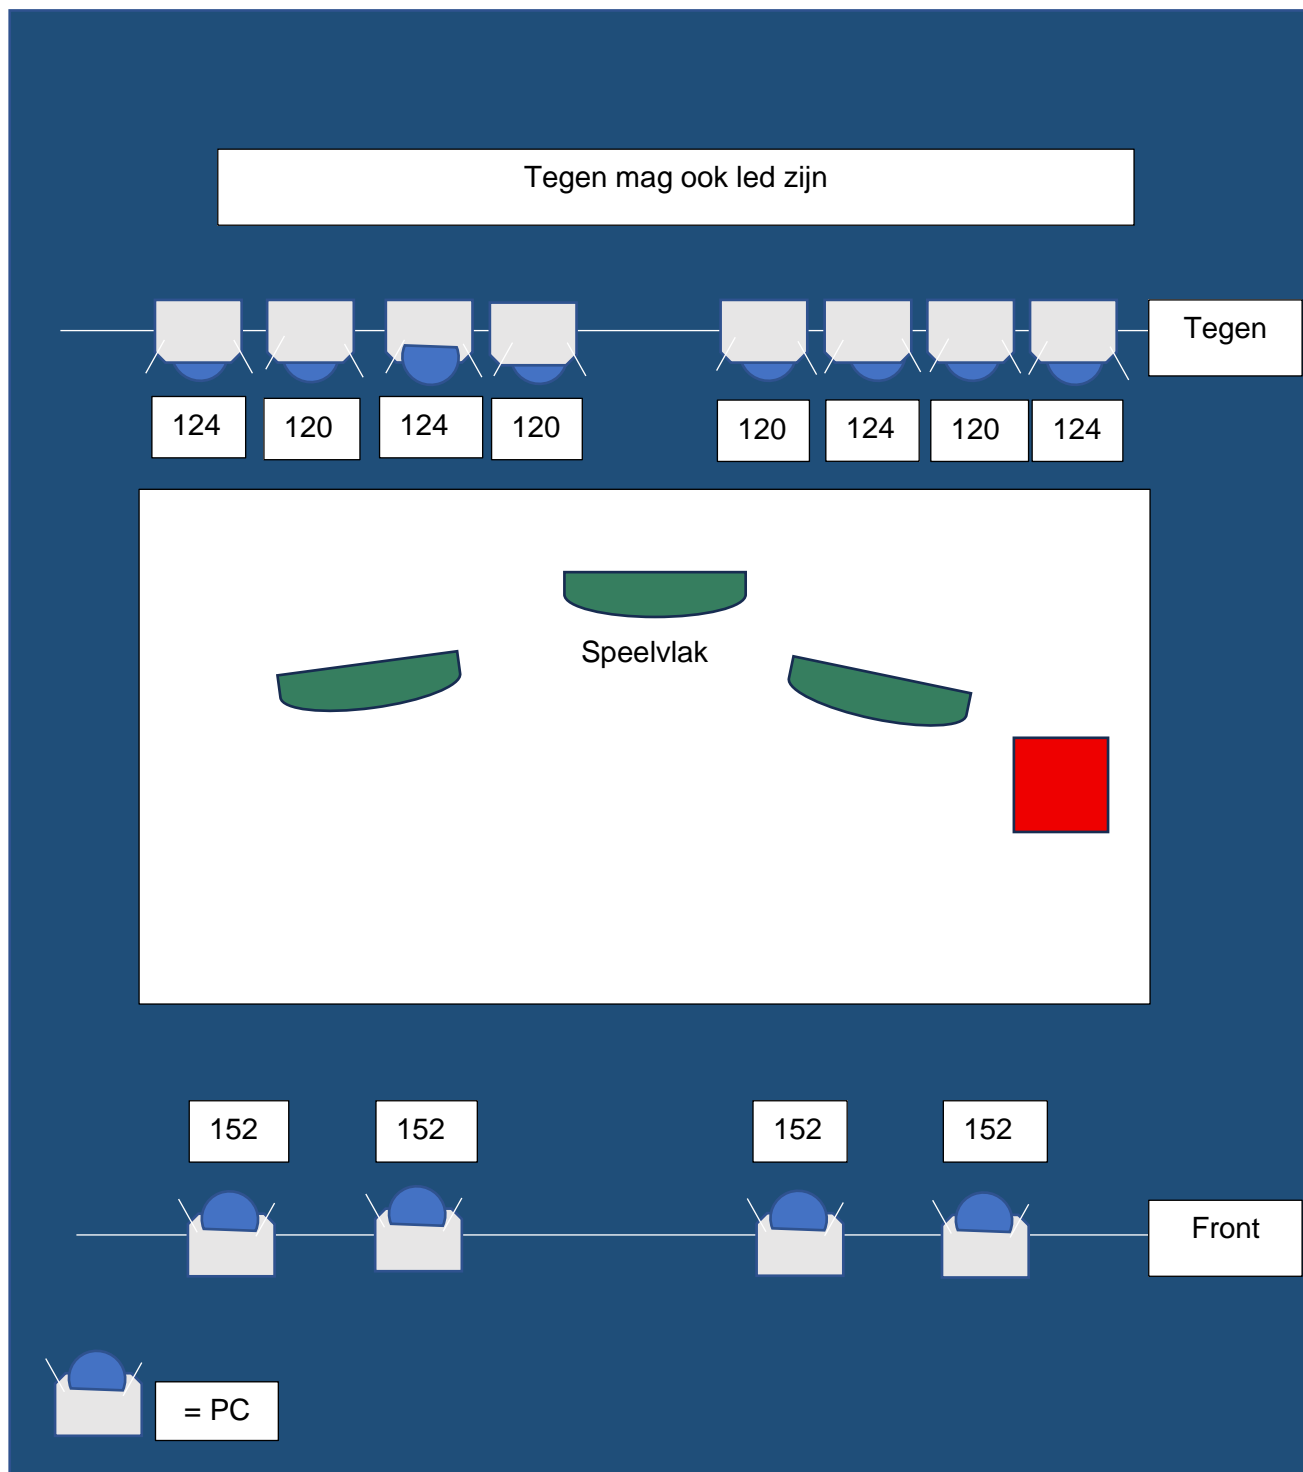 Tegen mag ook led zijn
Tegen
124 120 124 120 120 124 120 124
Speelvlak
152 152 152 152
Front
= PC